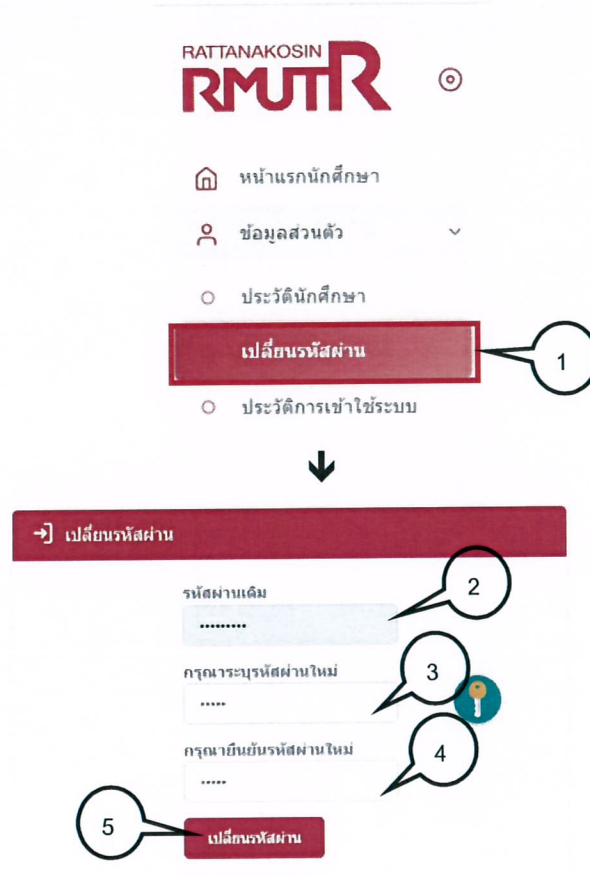 RATTANAKOSIN
RMUTR
หน้าแรกนักศึกษา
ข้อมูลส่วนตัว
ประวัตินักศึกษา
เปลี่ยนรหัสผ่าน
1
ประวัติการเข้าใช้ระบบ
เปลี่ยนรหัสผ่าน
2
รหัสผ่านเดิม
3
กรุณาระบุรหัสผ่านใหม่
4
กรุณายืนยันรหัสผ่านใหม่
5
เปลี่ยนรหัสผ่าน